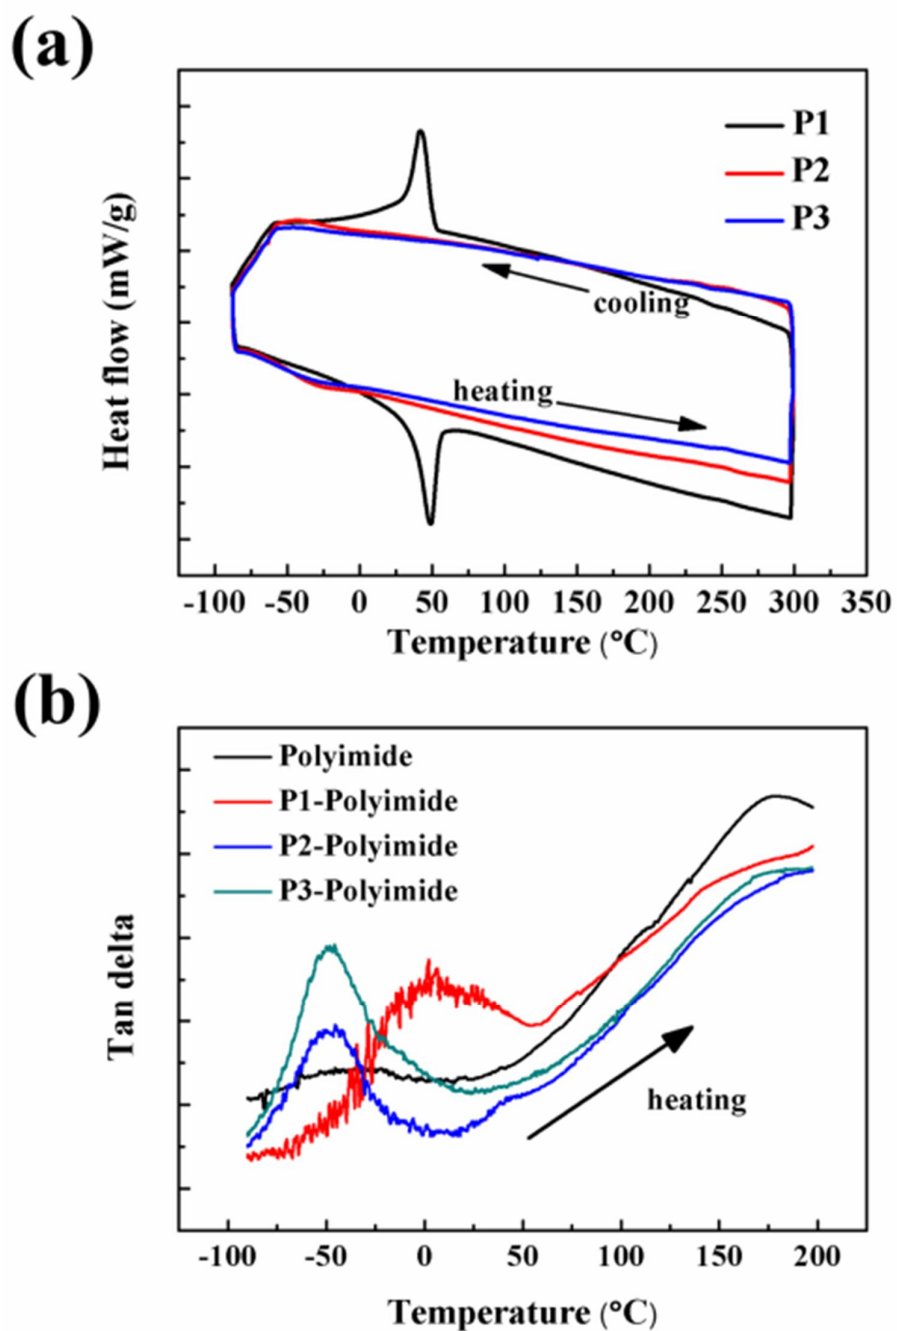 (a)
P1
P2
P3
Heat flow (mW/g)
cooling
heating
-100 -50 0 50 100 150 200 250 300 350
Temperature (°C)
(b)
Polyimide
P1-Polyimide
P2-Polyimide
P3-Polyimide
Tan delta
heating
-100 -50 0 50 100 150 200
Temperature (°C)